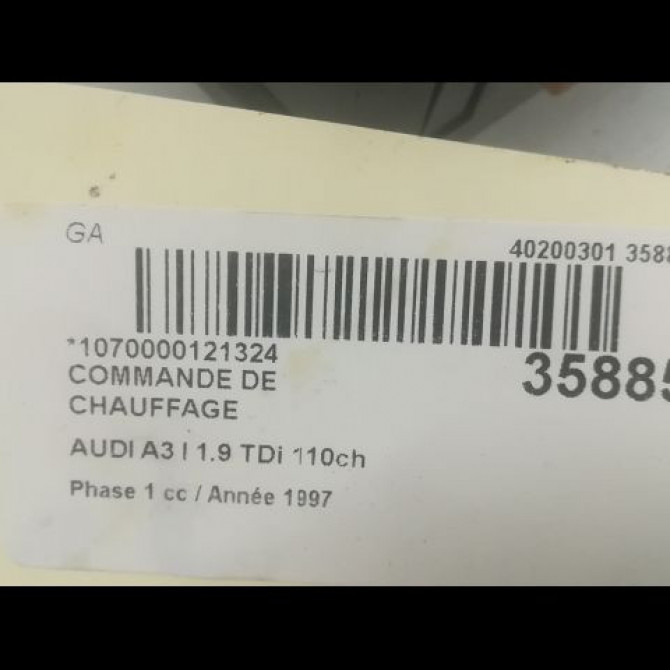 GA
40200301 3588
*1070000121324
35885
COMMANDE DE
CHAUFFAGE
AUDI A3 I 1.9 TDi 110ch
Phase 1 cc / Année 1997